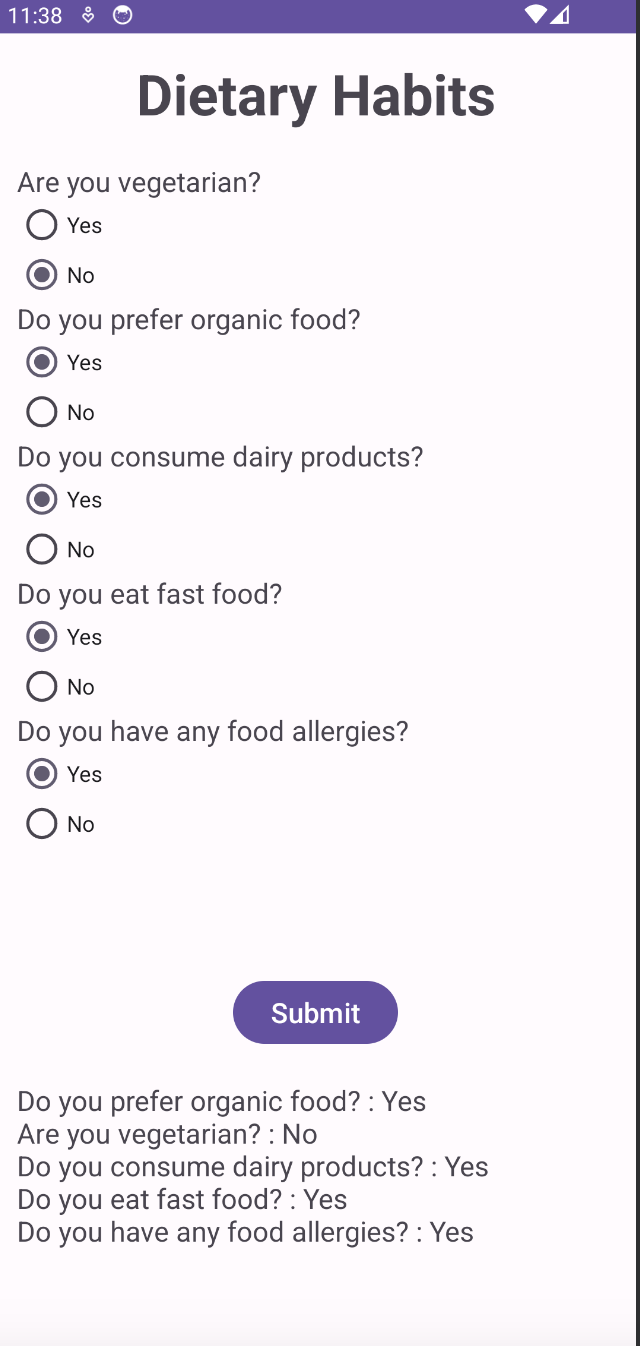 11:38
Dietary Habits
Are you vegetarian?
Yes
No
Do you prefer organic food?
Yes
No
Do you consume dairy products?
Yes
No
Do you eat fast food?
Yes
No
Do you have any food allergies?
Yes
No
Submit
Do you prefer organic food? : Yes
Are you vegetarian? : No
Do you consume dairy products? : Yes
Do you eat fast food? : Yes
Do you have any food allergies? : Yes